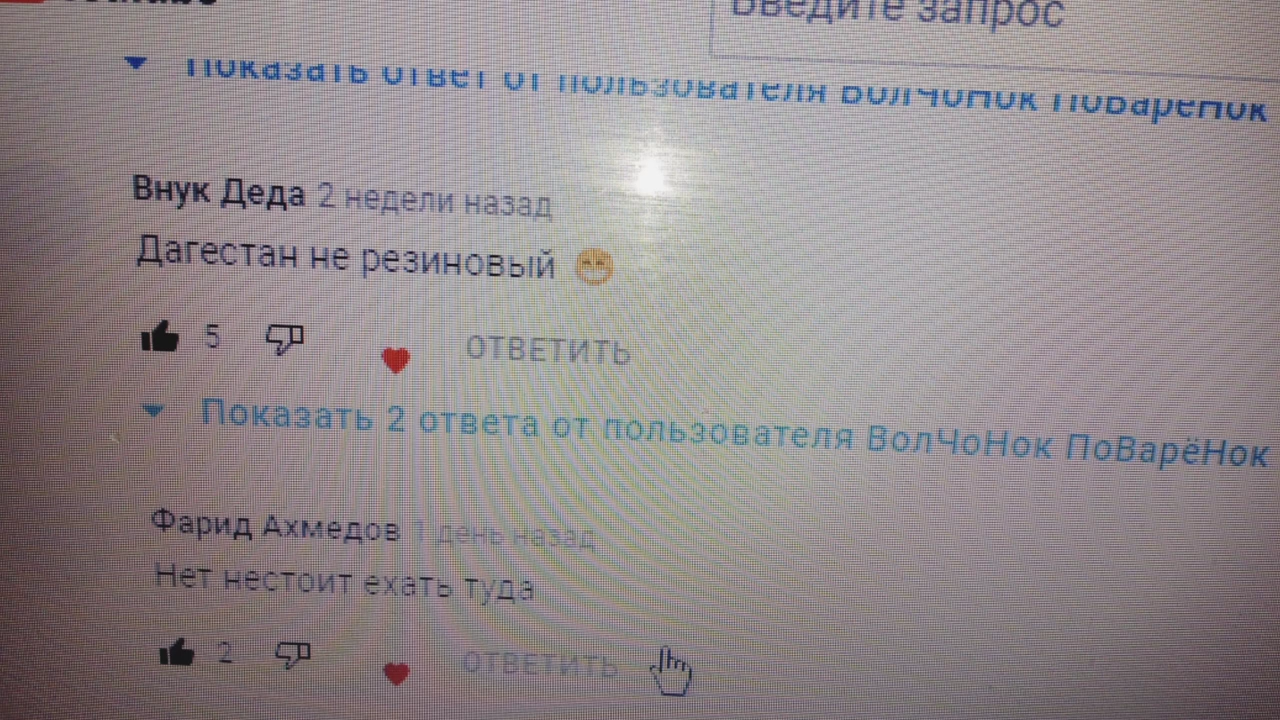 Введите запрос
Показать ответ от пользователя ВолЧоНок ПоВарёНок
Внук Деда 2 недели назад
Дагестан не резиновый
5 ОТВЕТИТЬ
Показать 2 ответа от пользователя ВолЧоНок ПоВарёНок
Фарид Ахмедов 1 день назад
Нет нестоит ехать туда
2 ОТВЕТИТЬ